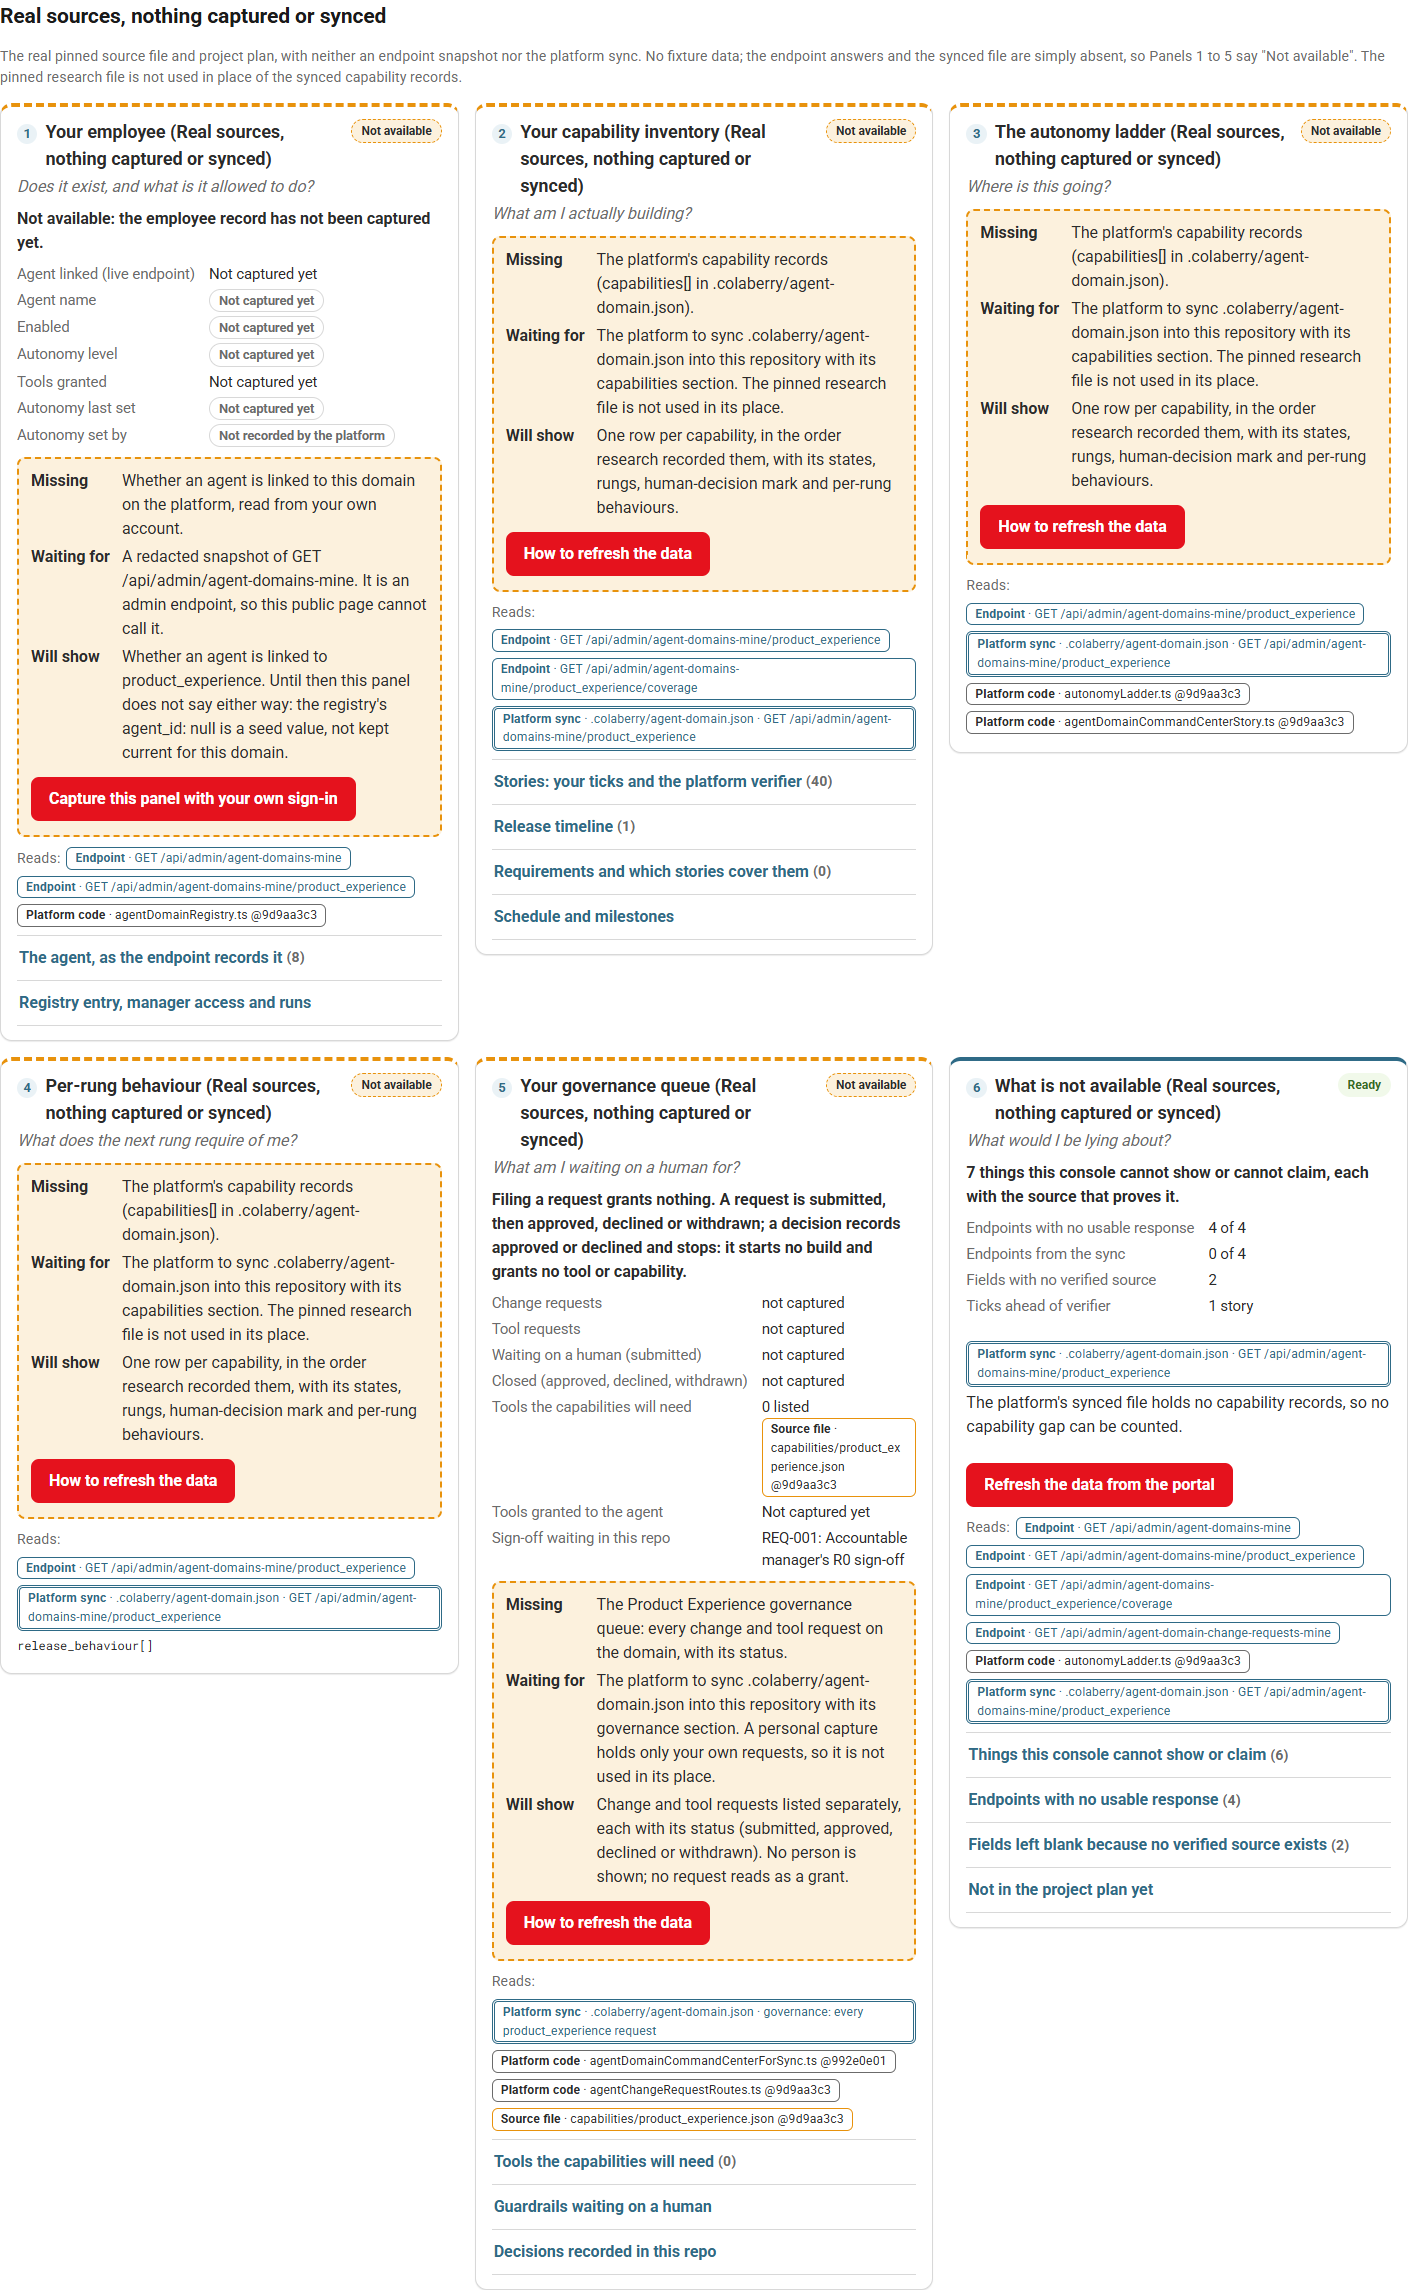 Real sources, nothing captured or synced
The real pinned source file and project plan, with neither an endpoint snapshot nor the platform sync. No fixture data; the endpoint answers and the synced file are simply absent, so Panels 1 to 5 say "Not available". The
pinned research file is not used in place of the synced capability records.
1 Your employee (Real sources, Not available
nothing captured or synced)
Does it exist, and what is it allowed to do?
Not available: the employee record has not been captured
yet.
Agent linked (live endpoint) Not captured yet
Agent name Not captured yet
Enabled Not captured yet
Autonomy level Not captured yet
Tools granted Not captured yet
Autonomy last set Not captured yet
Autonomy set by Not recorded by the platform
Missing Whether an agent is linked to this domain
on the platform, read from your own
account.
Waiting for A redacted snapshot of GET
/api/admin/agent-domains-mine. It is an
admin endpoint, so this public page cannot
call it.
Will show Whether an agent is linked to
product_experience. Until then this panel
does not say either way: the registry's
agent_id: null is a seed value, not kept
current for this domain.
Capture this panel with your own sign-in
Reads: Endpoint · GET /api/admin/agent-domains-mine
Endpoint · GET /api/admin/agent-domains-mine/product_experience
Platform code · agentDomainRegistry.ts @9d9aa3c3
The agent, as the endpoint records it (8)
Registry entry, manager access and runs
2 Your capability inventory (Real Not available
sources, nothing captured or
synced)
What am I actually building?
Missing The platform's capability records
(capabilities[] in .colaberry/agent-
domain.json).
Waiting for The platform to sync .colaberry/agent-
domain.json into this repository with its
capabilities section. The pinned research
file is not used in its place.
Will show One row per capability, in the order
research recorded them, with its states,
rungs, human-decision mark and per-rung
behaviours.
How to refresh the data
Reads:
Endpoint · GET /api/admin/agent-domains-mine/product_experience
Endpoint · GET /api/admin/agent-domains-
mine/product_experience/coverage
Platform sync · .colaberry/agent-domain.json · GET /api/admin/agent-
domains-mine/product_experience
Stories: your ticks and the platform verifier (40)
Release timeline (1)
Requirements and which stories cover them (0)
Schedule and milestones
3 The autonomy ladder (Real sources, Not available
nothing captured or synced)
Where is this going?
Missing The platform's capability records
(capabilities[] in .colaberry/agent-
domain.json).
Waiting for The platform to sync .colaberry/agent-
domain.json into this repository with its
capabilities section. The pinned research
file is not used in its place.
Will show One row per capability, in the order
research recorded them, with its states,
rungs, human-decision mark and per-rung
behaviours.
How to refresh the data
Reads:
Endpoint · GET /api/admin/agent-domains-mine/product_experience
Platform sync · .colaberry/agent-domain.json · GET /api/admin/agent-
domains-mine/product_experience
Platform code · autonomyLadder.ts @9d9aa3c3
Platform code · agentDomainCommandCenterStory.ts @9d9aa3c3
4 Per-rung behaviour (Real sources, Not available
nothing captured or synced)
What does the next rung require of me?
Missing The platform's capability records
(capabilities[] in .colaberry/agent-
domain.json).
Waiting for The platform to sync .colaberry/agent-
domain.json into this repository with its
capabilities section. The pinned research
file is not used in its place.
Will show One row per capability, in the order
research recorded them, with its states,
rungs, human-decision mark and per-rung
behaviours.
How to refresh the data
Reads:
Endpoint · GET /api/admin/agent-domains-mine/product_experience
Platform sync · .colaberry/agent-domain.json · GET /api/admin/agent-
domains-mine/product_experience
release_behaviour[]
5 Your governance queue (Real Not available
sources, nothing captured or
synced)
What am I waiting on a human for?
Filing a request grants nothing. A request is submitted,
then approved, declined or withdrawn; a decision records
approved or declined and stops: it starts no build and
grants no tool or capability.
Change requests not captured
Tool requests not captured
Waiting on a human (submitted) not captured
Closed (approved, declined, withdrawn) not captured
Tools the capabilities will need 0 listed
Source file ·
capabilities/product_ex
perience.json
@9d9aa3c3
Tools granted to the agent Not captured yet
Sign-off waiting in this repo REQ-001: Accountable
manager's R0 sign-off
Missing The Product Experience governance
queue: every change and tool request on
the domain, with its status.
Waiting for The platform to sync .colaberry/agent-
domain.json into this repository with its
governance section. A personal capture
holds only your own requests, so it is not
used in its place.
Will show Change and tool requests listed separately,
each with its status (submitted, approved,
declined or withdrawn). No person is
shown; no request reads as a grant.
How to refresh the data
Reads:
Platform sync · .colaberry/agent-domain.json · governance: every
product_experience request
Platform code · agentDomainCommandCenterForSync.ts @992e0e01
Platform code · agentChangeRequestRoutes.ts @9d9aa3c3
Source file · capabilities/product_experience.json @9d9aa3c3
Tools the capabilities will need (0)
Guardrails waiting on a human
Decisions recorded in this repo
6 What is not available (Real sources, Ready
nothing captured or synced)
What would I be lying about?
7 things this console cannot show or cannot claim, each
with the source that proves it.
Endpoints with no usable response 4 of 4
Endpoints from the sync 0 of 4
Fields with no verified source 2
Ticks ahead of verifier 1 story
Platform sync · .colaberry/agent-domain.json · GET /api/admin/agent-
domains-mine/product_experience
The platform's synced file holds no capability records, so no
capability gap can be counted.
Refresh the data from the portal
Reads: Endpoint · GET /api/admin/agent-domains-mine
Endpoint · GET /api/admin/agent-domains-mine/product_experience
Endpoint · GET /api/admin/agent-domains-
mine/product_experience/coverage
Endpoint · GET /api/admin/agent-domain-change-requests-mine
Platform code · autonomyLadder.ts @9d9aa3c3
Platform sync · .colaberry/agent-domain.json · GET /api/admin/agent-
domains-mine/product_experience
Things this console cannot show or claim (6)
Endpoints with no usable response (4)
Fields left blank because no verified source exists (2)
Not in the project plan yet